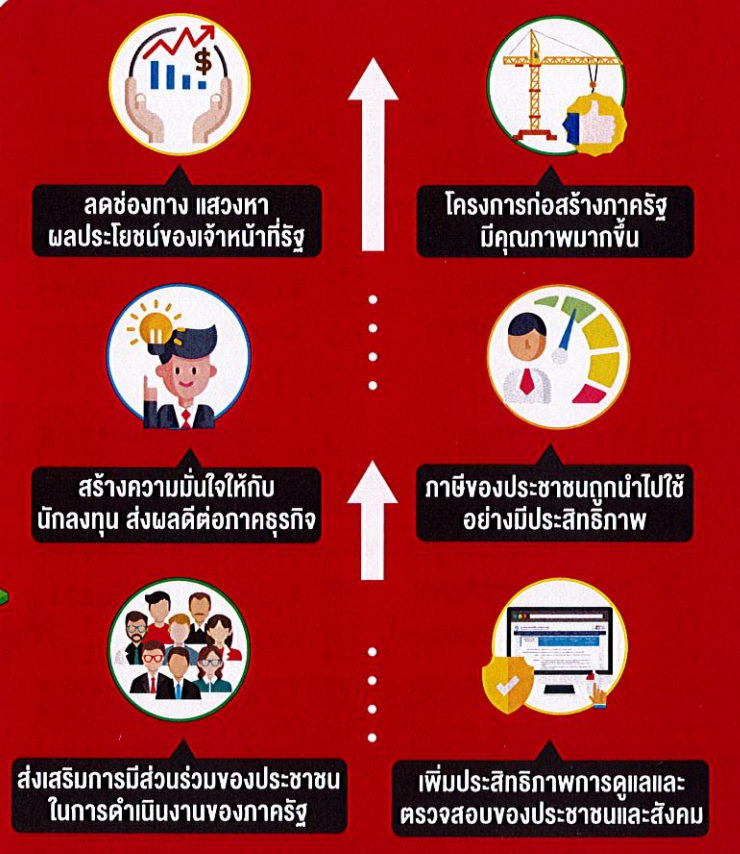 ลดช่องทาง แสวงหา
ผลประโยชน์ของเจ้าหน้าที่รัฐ
โครงการก่อสร้างภาครัฐ
มีคุณภาพมากขึ้น
สร้างความมั่นใจให้กับ
นักลงทุน ส่งผลดีต่อภาคธุรกิจ
ภาษีของประชาชนถูกนำไปใช้
อย่างมีประสิทธิภาพ
ส่งเสริมการมีส่วนร่วมของประชาชน
ในการดำเนินงานของภาครัฐ
เพิ่มประสิทธิภาพการดูแลและ
ตรวจสอบของประชาชนและสังคม